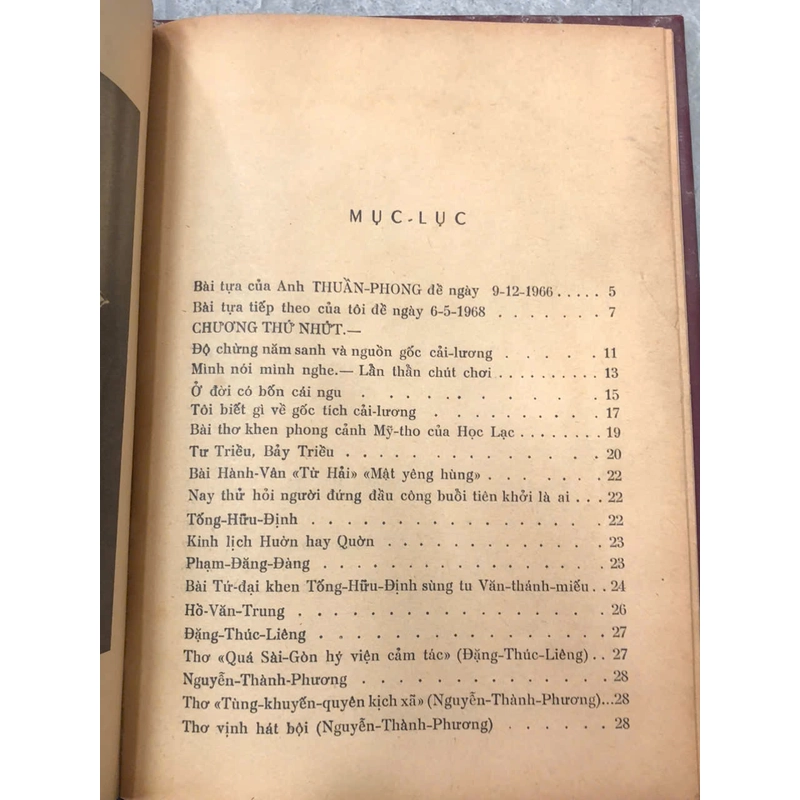 MỤC-LỤC
Bài tựa của Anh THUẦN-PHONG đề ngày 9-12-1966 ..... 5
Bài tựa tiếp theo của tôi đề ngày 6-5-1968 . . . . . . . 7
CHƯƠNG THỨ NHỨT.—
Độ chừng năm sanh và nguồn gốc cải-lương . . . . . 11
Mình nói mình nghe.— Lẩn thẩn chút chơi . . . . . . . 13
Ở đời có bốn cái ngu . . . . . . . . . 15
Tôi biết gì về gốc tích cải-lương . . . . . . . . . . 17
Bài thơ khen phong cảnh Mỹ-tho của Học Lạc ........ 19
Tư Triều, Bảy Triều . . . . . . . . . . . . . 20
Bài Hành-Vân «Từ Hải» «Mật yêng hùng» . . . . . . 22
Nay thử hỏi người đứng đầu công buổi tiên khởi là ai ... 22
Tống-Hữu-Định . . . . . . . . . . . . . . . 22
Kinh lịch Hườn hay Quờn . . . . . . . . . . . . 23
Phạm-Đăng-Đàng . . . . . . . . . . . . . . 23
Bài Tứ-đại khen Tống-Hữu-Định sùng tu Văn-thánh-miếu .. 24
Hồ-Văn-Trung . . . . . . . . . . . . . . . . 26
Đặng-Thúc-Liêng . . . . . . . . . . . . . . . 27
Thơ «Quá Sài-Gòn hý viện cảm tác» (Đặng-Thúc-Liêng) .. 27
Nguyễn-Thành-Phương . . . . . . . . . . . . . 28
Thơ «Tùng-khuyến-quyên kịch xã» (Nguyễn-Thành-Phương)...28
Thơ vịnh hát bội (Nguyễn-Thành-Phương) . . . . . . 28